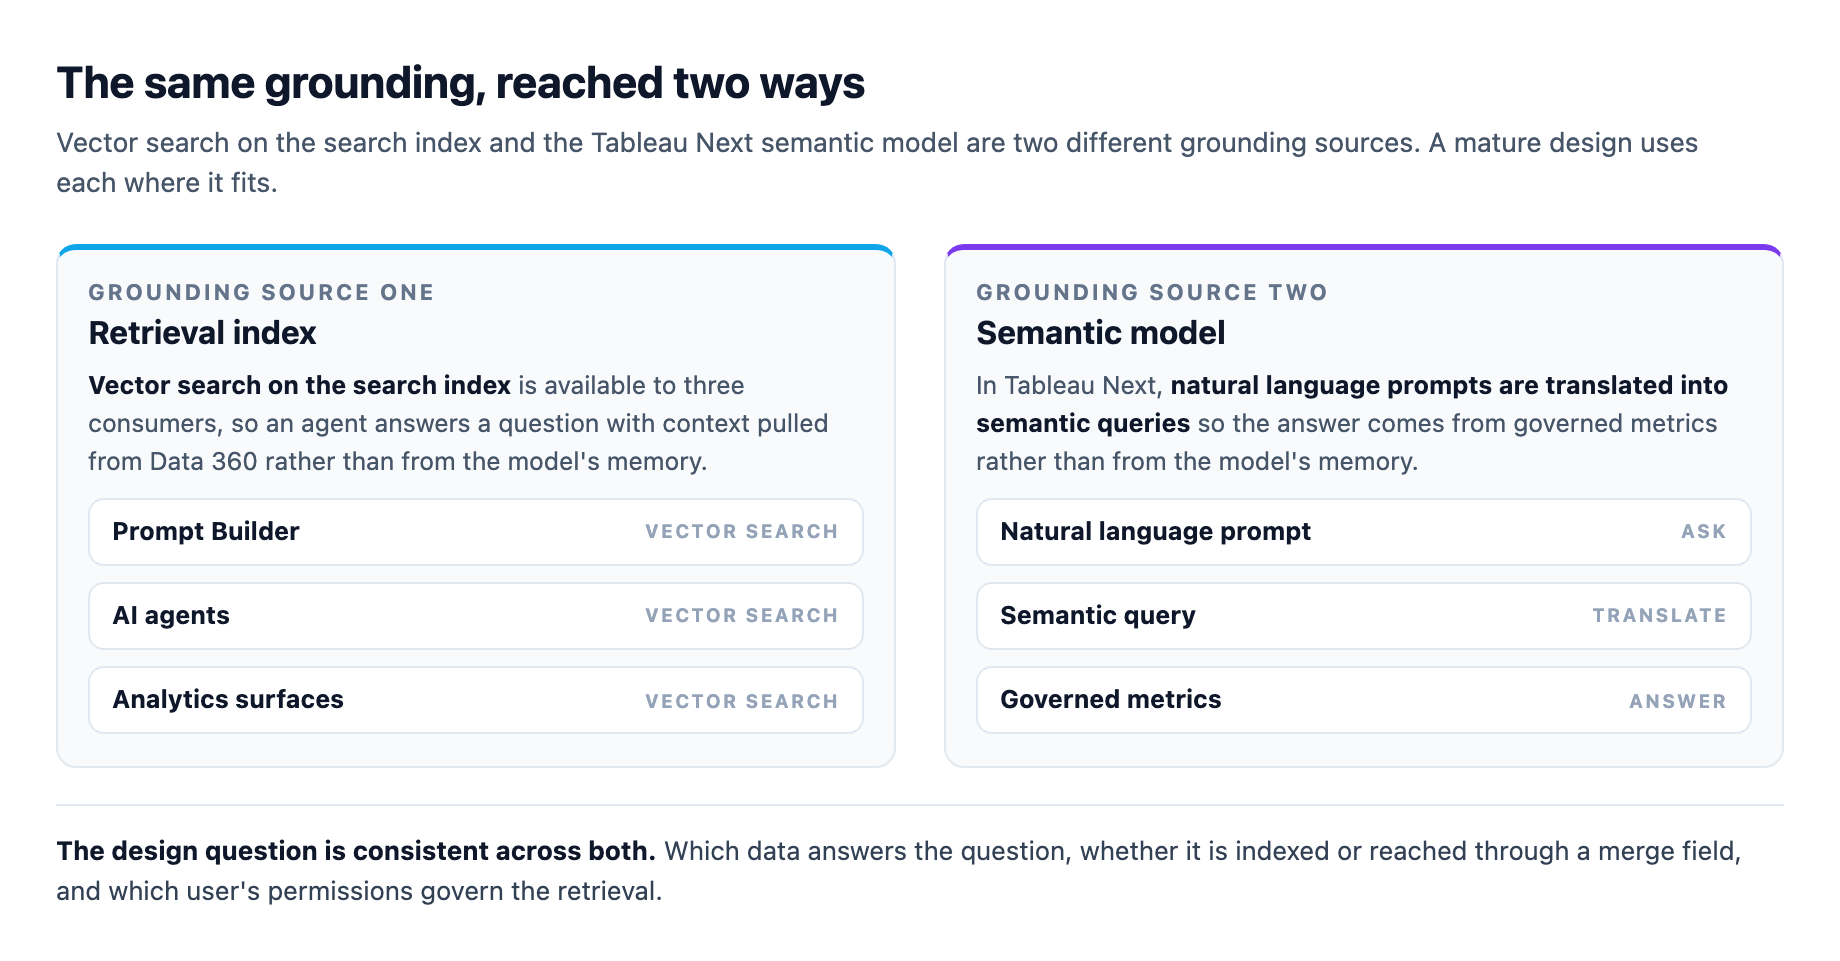 The same grounding, reached two ways
Vector search on the search index and the Tableau Next semantic model are two different grounding sources. A mature design uses
each where it fits.
GROUNDING SOURCE ONE
Retrieval index
Vector search on the search index is available to three
consumers, so an agent answers a question with context pulled
from Data 360 rather than from the model's memory.
Prompt Builder VECTOR SEARCH
AI agents VECTOR SEARCH
Analytics surfaces VECTOR SEARCH
GROUNDING SOURCE TWO
Semantic model
In Tableau Next, natural language prompts are translated into
semantic queries so the answer comes from governed metrics
rather than from the model's memory.
Natural language prompt ASK
Semantic query TRANSLATE
Governed metrics ANSWER
The design question is consistent across both. Which data answers the question, whether it is indexed or reached through a merge field,
and which user's permissions govern the retrieval.